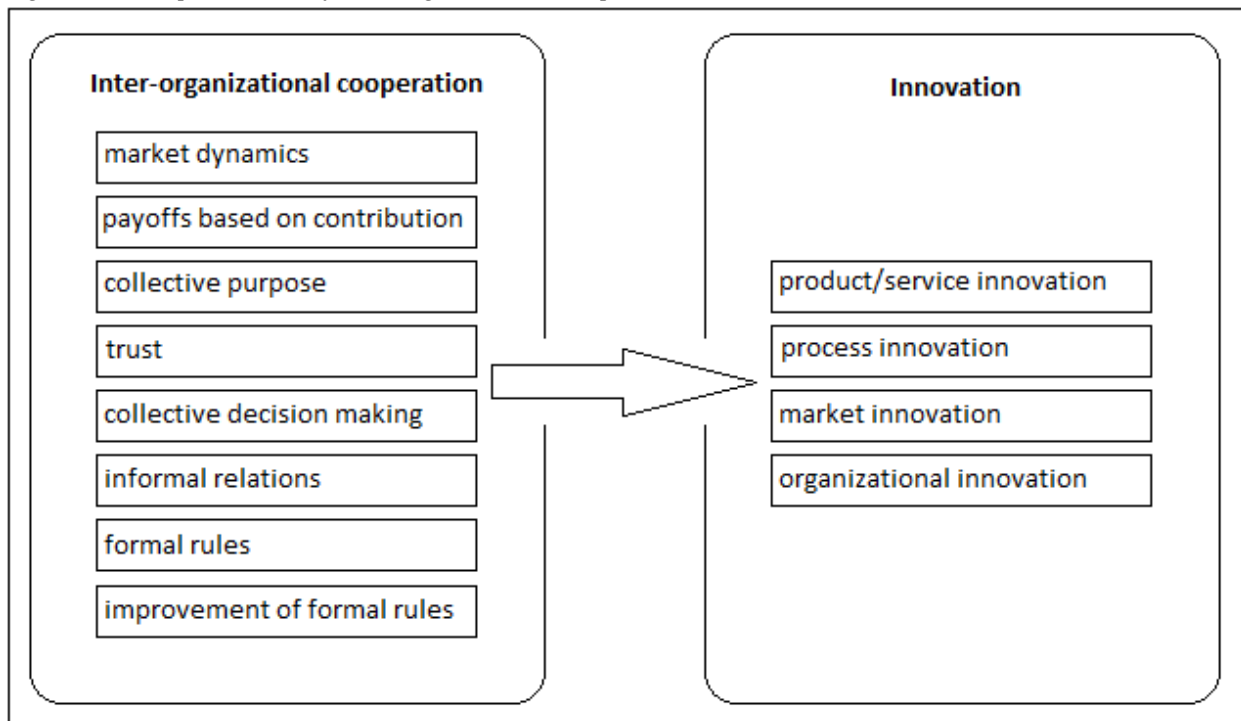 Inter-organizational cooperation
market dynamics
payoffs based on contribution
collective purpose
trust
collective decision making
informal relations
formal rules
improvement of formal rules
Innovation
product/service innovation
process innovation
market innovation
organizational innovation